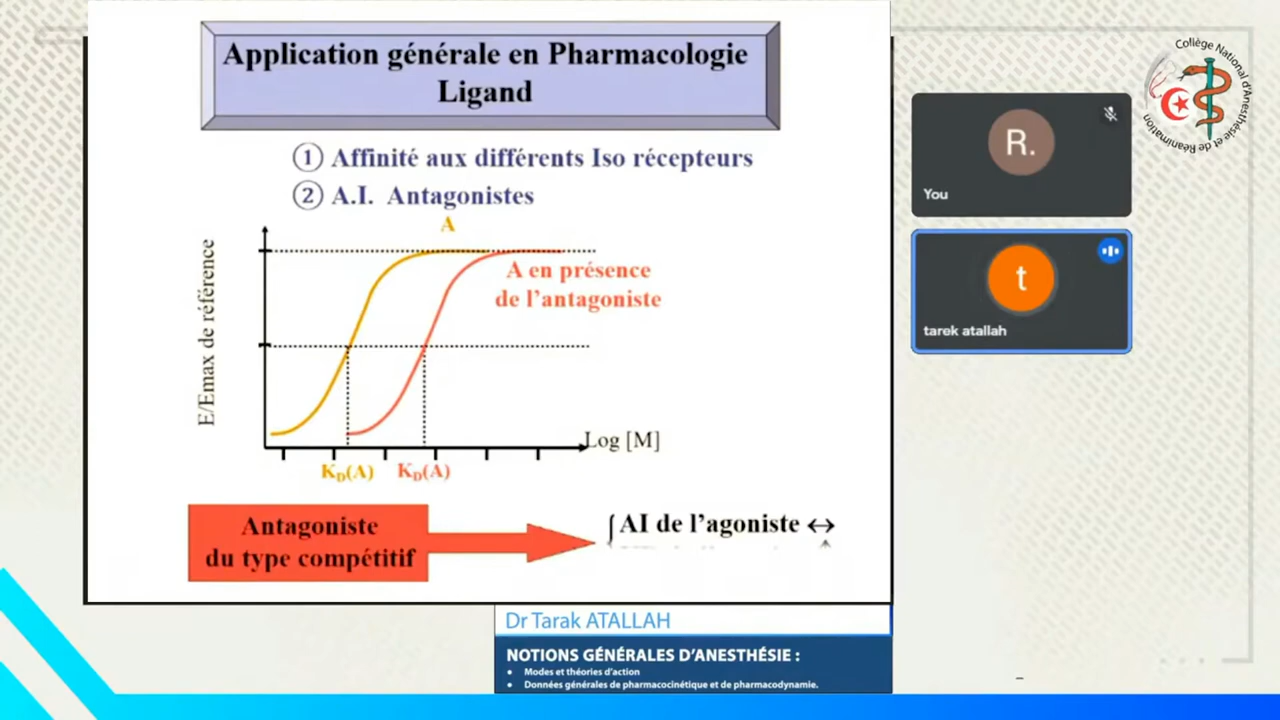 Application générale en Pharmacologie
Ligand
① Affinité aux différents Iso récepteurs
② A.I. Antagonistes
A
A en présence
de l'antagoniste
E/Emax de référence
Log [M]
KD(A)
KD(A)
Antagoniste
du type compétitif
AI de l'agoniste ↔
Dr Tarak ATALLAH
NOTIONS GÉNÉRALES D'ANESTHÉSIE :
• Modes et théories d'action
• Données générales de pharmacocinétique et de pharmacodynamie.
R.
You
t
tarek atallah
Collège National d'Anesthésie et de Réanimation